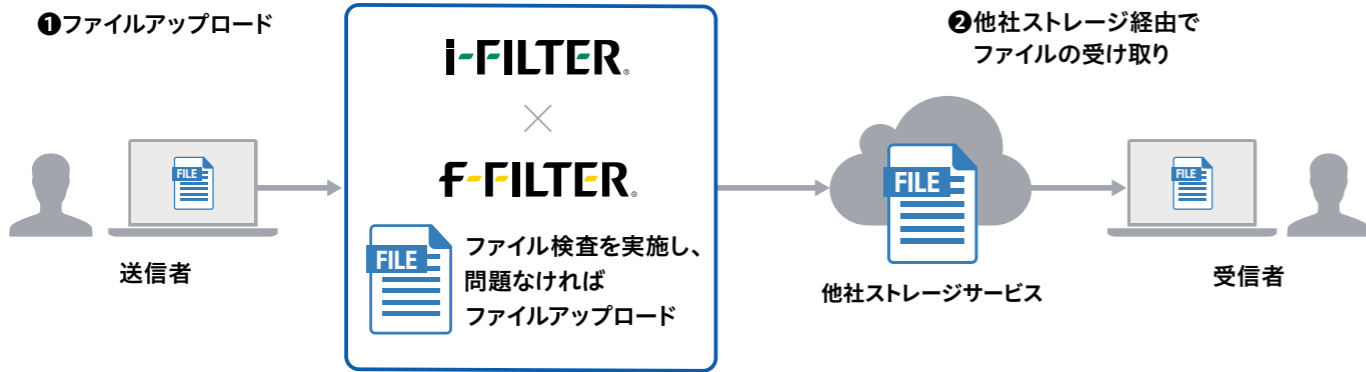 ❶ファイルアップロード
i-FILTER®
×
f-FILTER®
FILE
ファイル検査を実施し、
問題なければ
ファイルアップロード
FILE
送信者
❷他社ストレージ経由で
ファイルの受け取り
FILE
他社ストレージサービス
FILE
受信者